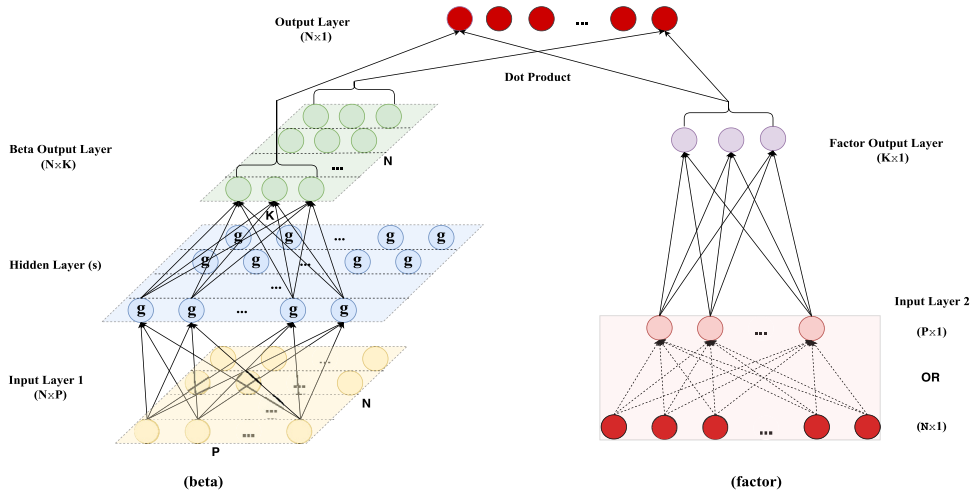 Output Layer
(N×1)
...
Dot Product
Beta Output Layer
(N×K)
N
...
K
Factor Output Layer
(K×1)
Hidden Layer (s)
g g ... g g
g g ... g g
...
g g ... g g
Input Layer 2
(P×1)
...
OR
Input Layer 1
(N×P)
...
...
...
N
...
P
...
(N×1)
(beta)
(factor)